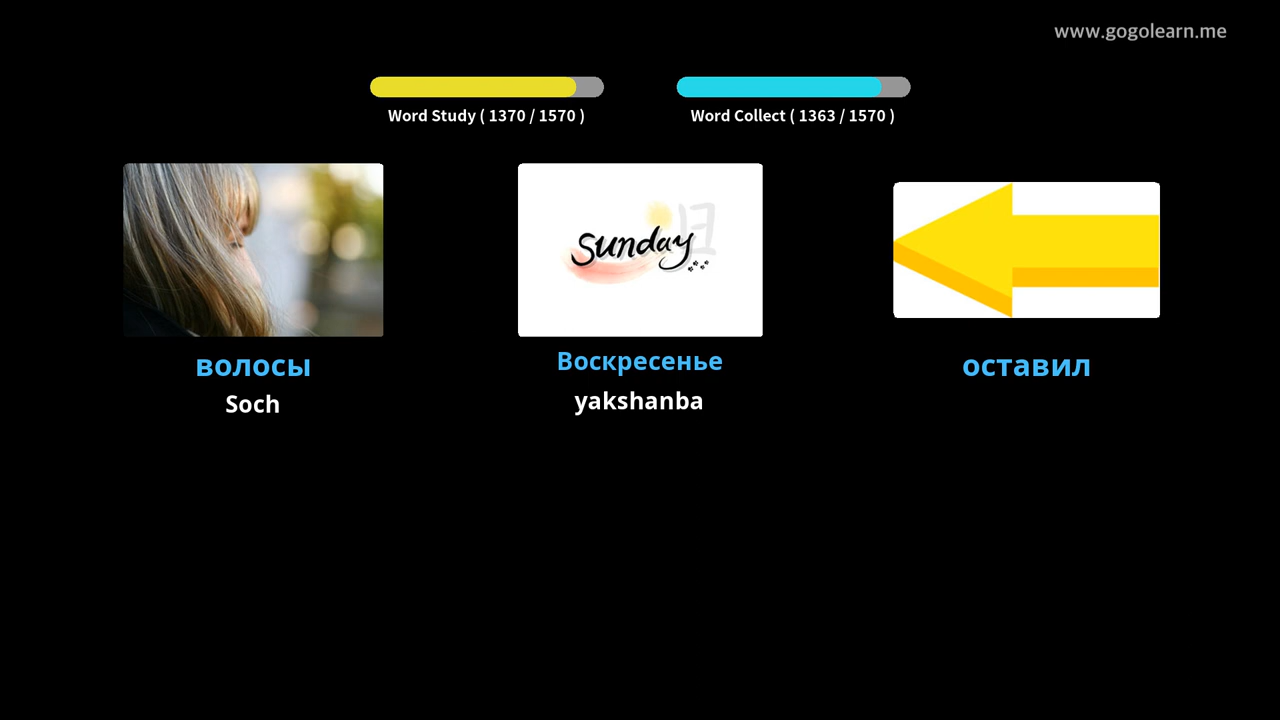 www.gogolearn.me
Word Study ( 1370 / 1570 )
Word Collect ( 1363 / 1570 )
Sunday
волосы
Soch
Воскресенье
yakshanba
оставил